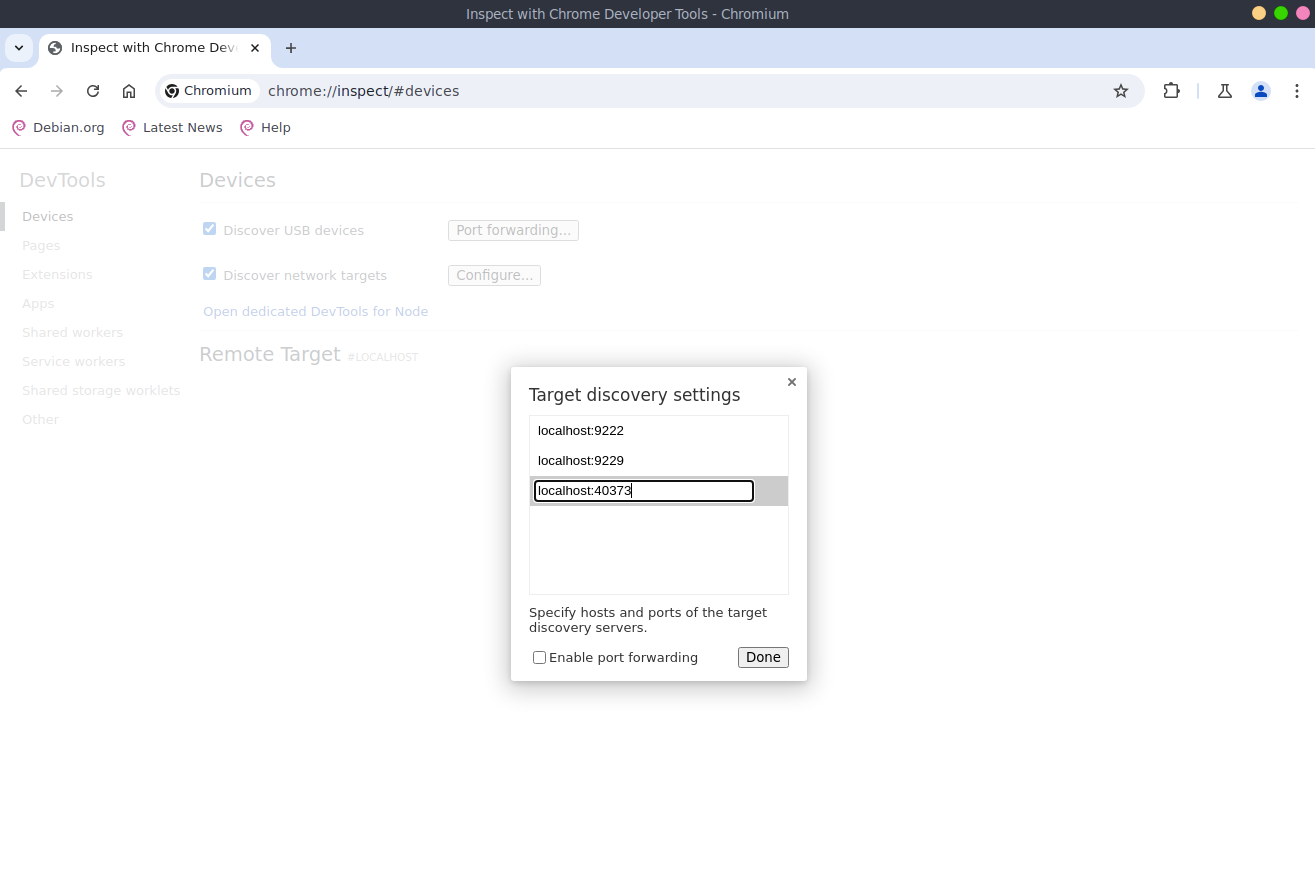 Inspect with Chrome Developer Tools - Chromium
Inspect with Chrome Dev
Chromium
chrome://inspect/#devices
Debian.org
Latest News
Help
DevTools
Devices
Pages
Extensions
Apps
Shared workers
Service workers
Shared storage worklets
Other
Devices
Discover USB devices
Port forwarding...
Discover network targets
Configure...
Open dedicated DevTools for Node
Remote Target #LOCALHOST
Target discovery settings
localhost:9222
localhost:9229
localhost:40373
Specify hosts and ports of the target
discovery servers.
Enable port forwarding
Done